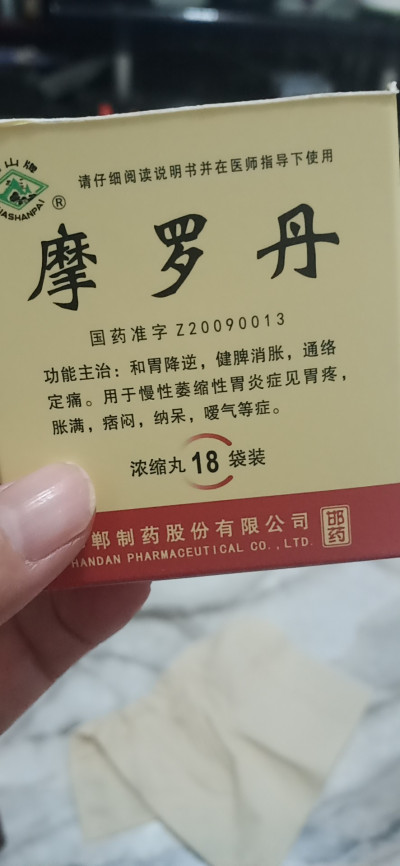 山牌
ASHANPAI
®
请仔细阅读说明书并在医师指导下使用
摩罗丹
国药准字 Z20090013
功能主治：和胃降逆，健脾消胀，通络
定痛。用于慢性萎缩性胃炎症见胃疼，
胀满，痞闷，纳呆，嗳气等症。
浓缩丸 18 袋装
郸制药股份有限公司
邯药
HANDAN PHARMACEUTICAL CO.,LTD.